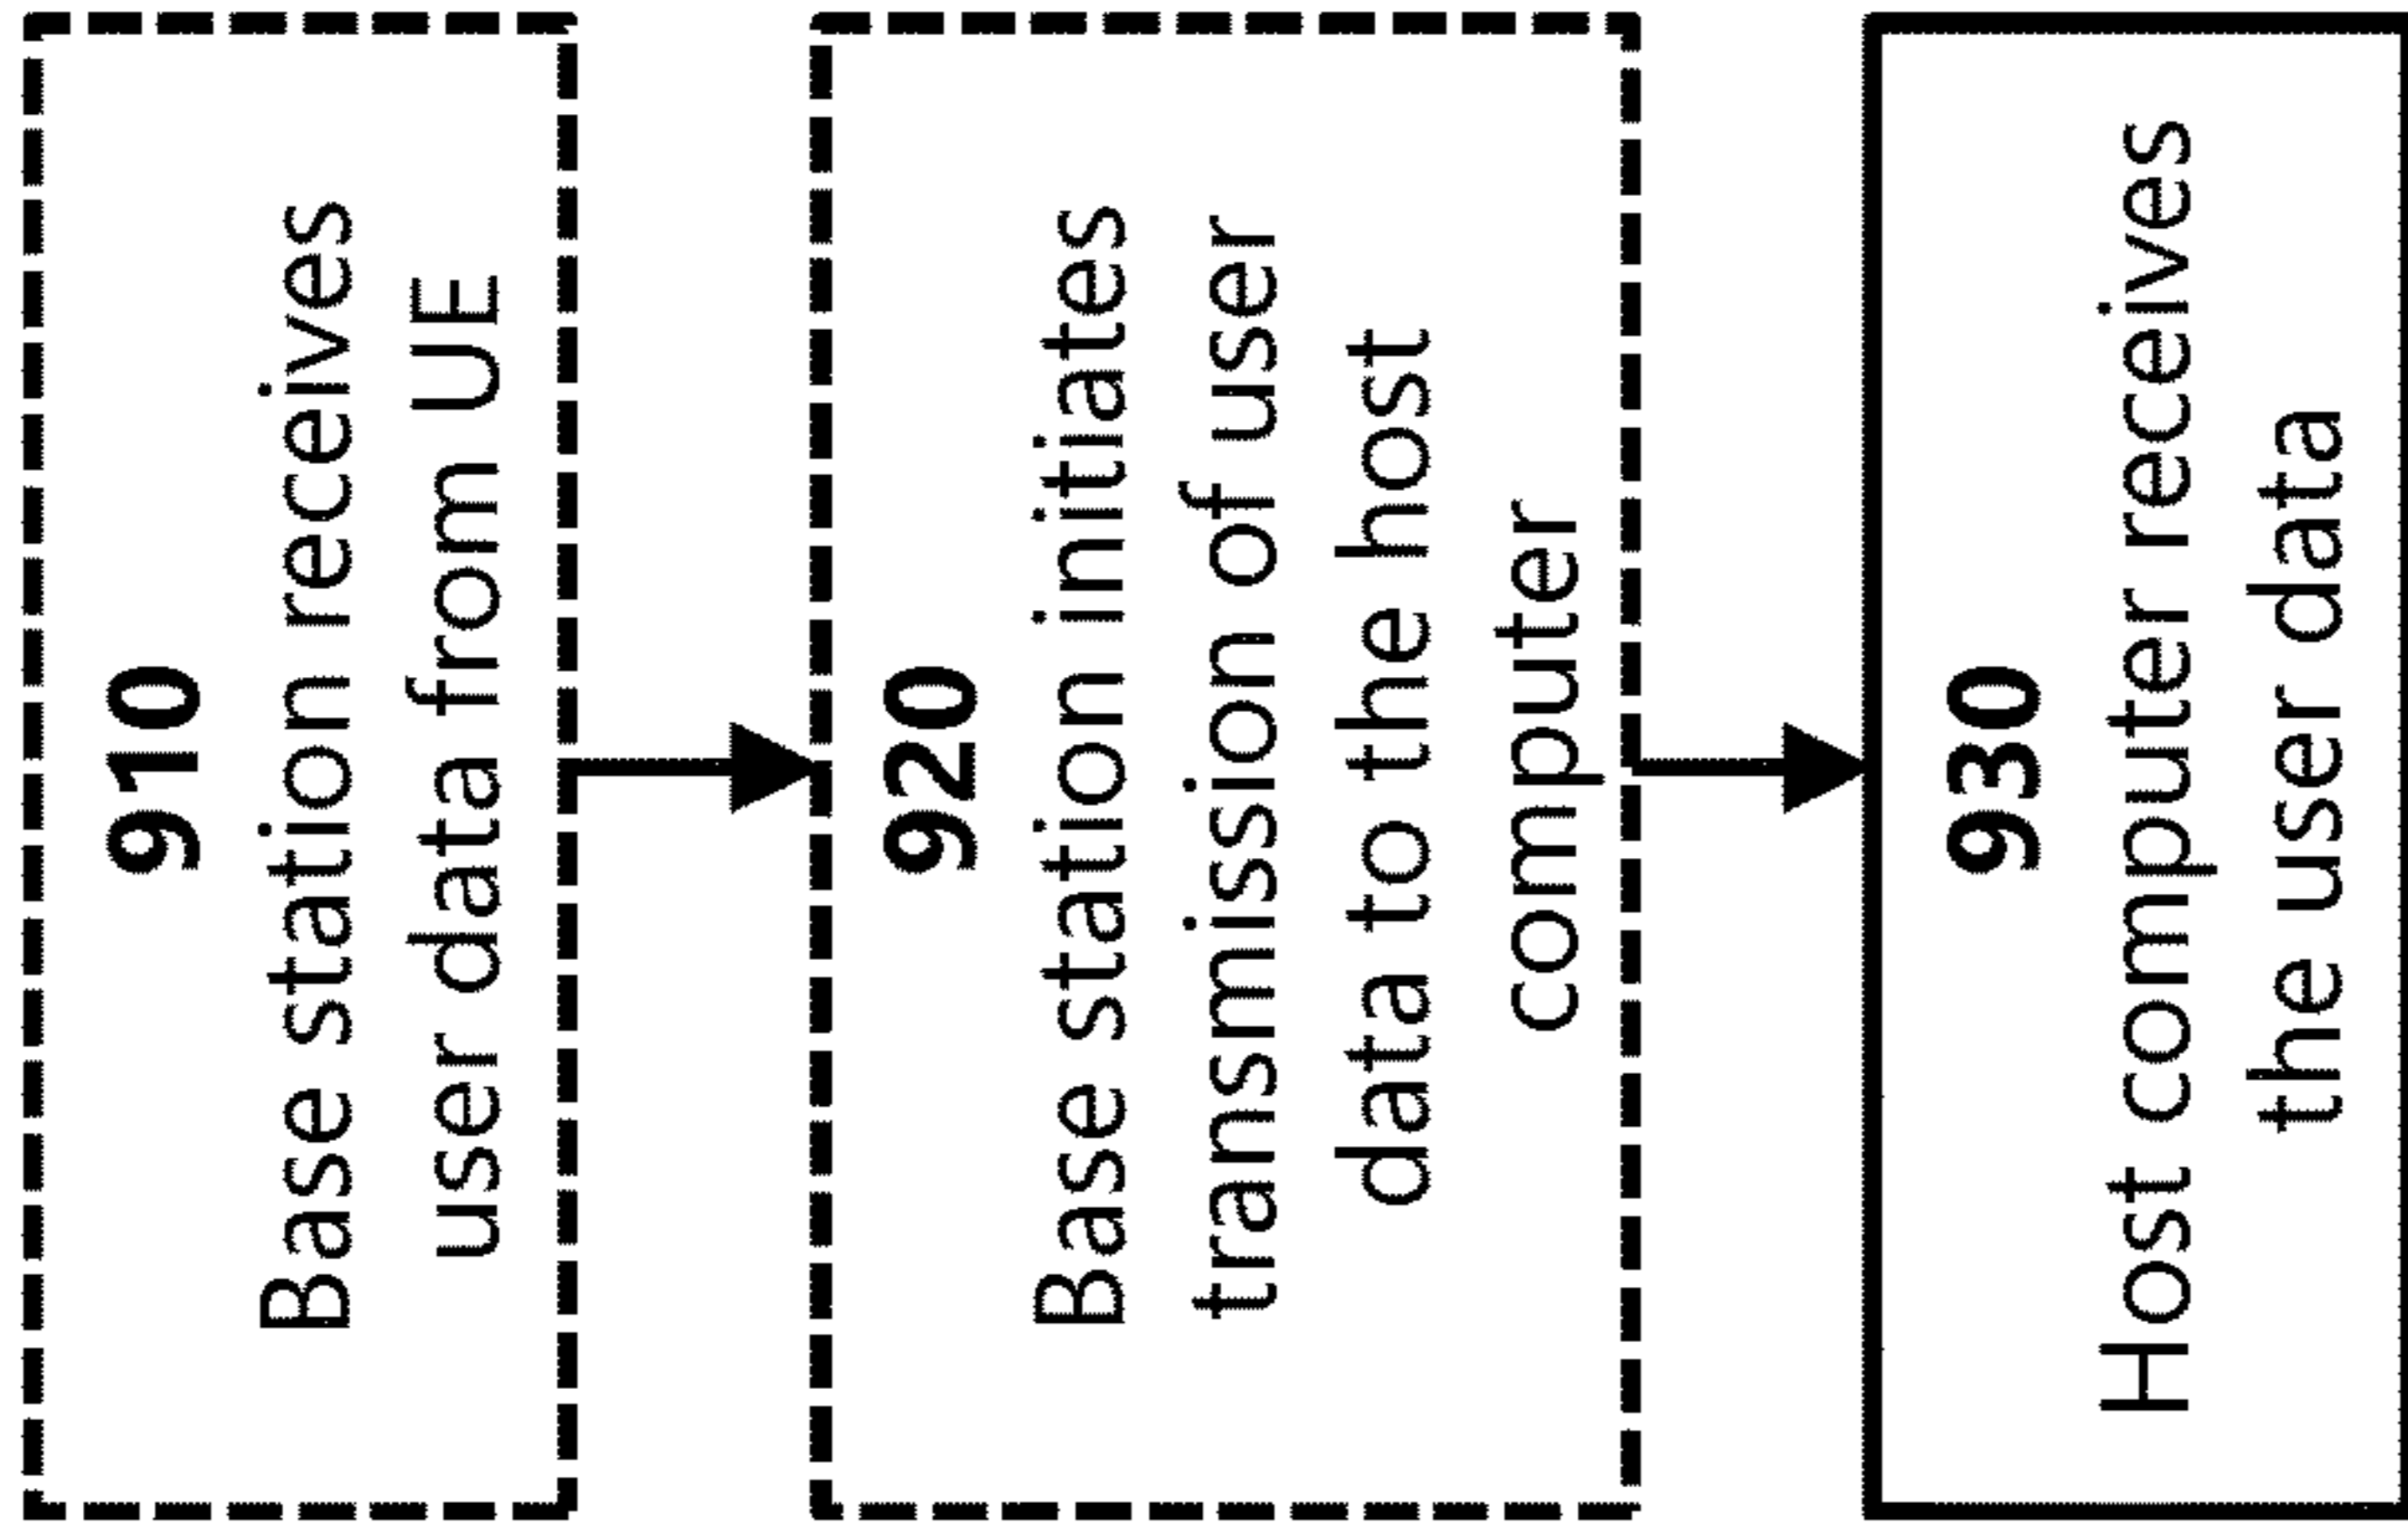 910
Base station receives
user data from UE
920
Base station initiates
transmission of user
data to the host
computer
930
Host computer receives
the user data